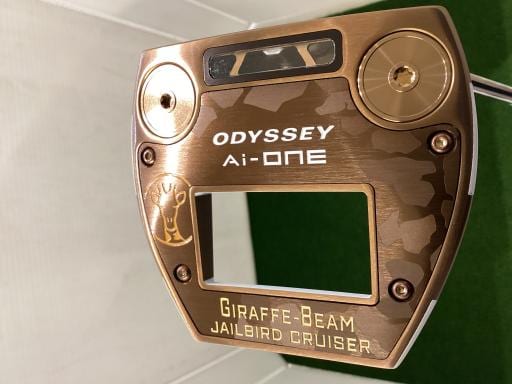 ODYSSEY
Ai-ONE
GIRAFFE-BEAM
JAILBIRD CRUISER